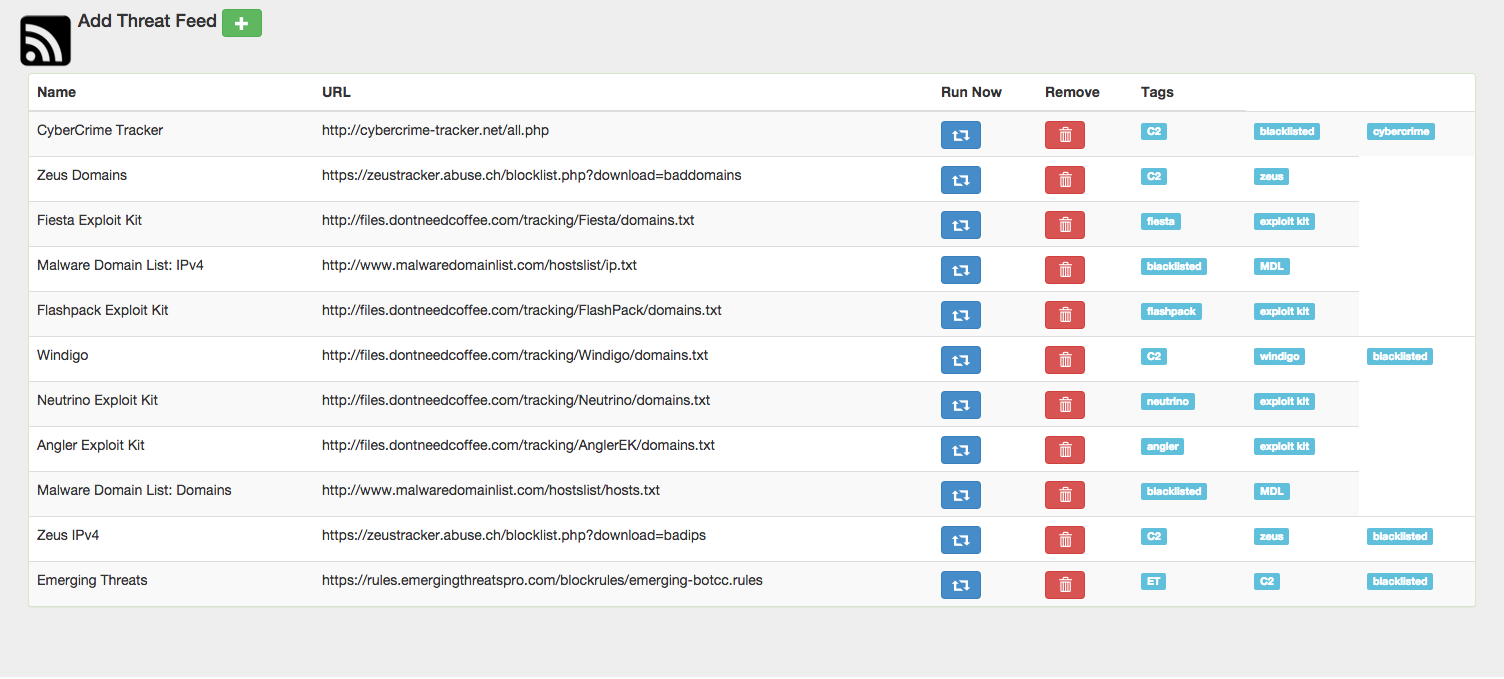 Add Threat Feed
Name URL Run Now Remove Tags
CyberCrime Tracker http://cybercrime-tracker.net/all.php C2 blacklisted cybercrime
Zeus Domains https://zeustracker.abuse.ch/blocklist.php?download=baddomains C2 zeus
Fiesta Exploit Kit http://files.dontneedcoffee.com/tracking/Fiesta/domains.txt fiesta exploit kit
Malware Domain List: IPv4 http://www.malwaredomainlist.com/hostslist/ip.txt blacklisted MDL
Flashpack Exploit Kit http://files.dontneedcoffee.com/tracking/FlashPack/domains.txt flashpack exploit kit
Windigo http://files.dontneedcoffee.com/tracking/Windigo/domains.txt C2 windigo blacklisted
Neutrino Exploit Kit http://files.dontneedcoffee.com/tracking/Neutrino/domains.txt neutrino exploit kit
Angler Exploit Kit http://files.dontneedcoffee.com/tracking/AnglerEK/domains.txt angler exploit kit
Malware Domain List: Domains http://www.malwaredomainlist.com/hostslist/hosts.txt blacklisted MDL
Zeus IPv4 https://zeustracker.abuse.ch/blocklist.php?download=badips C2 zeus blacklisted
Emerging Threats https://rules.emergingthreatspro.com/blockrules/emerging-botcc.rules ET C2 blacklisted